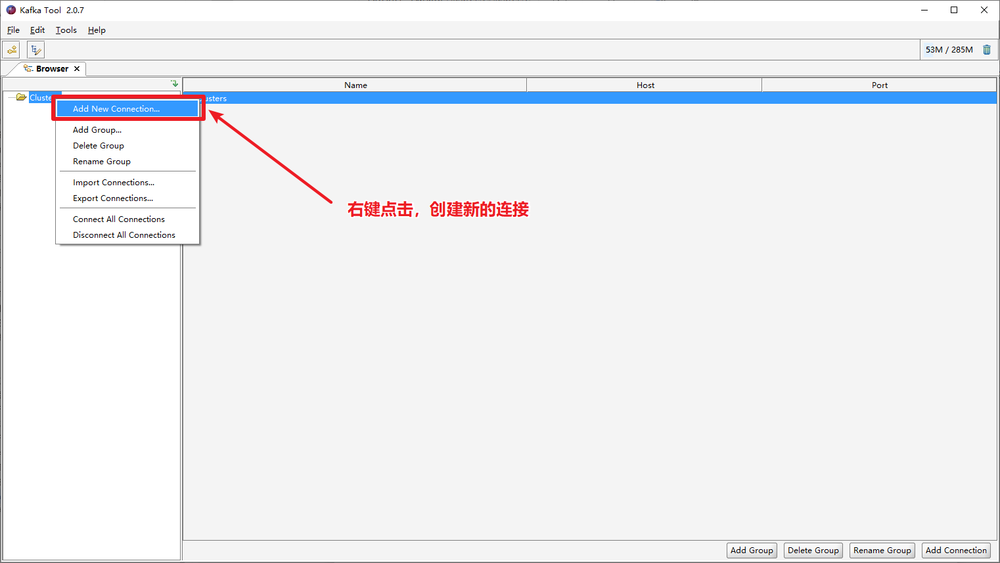 Kafka Tool 2.0.7
File Edit Tools Help
53M / 285M
Browser
Name Host Port
Cluste
usters
Add New Connection...
Add Group...
Delete Group
Rename Group
Import Connections...
Export Connections...
Connect All Connections
Disconnect All Connections
右键点击，创建新的连接
Add Group Delete Group Rename Group Add Connection